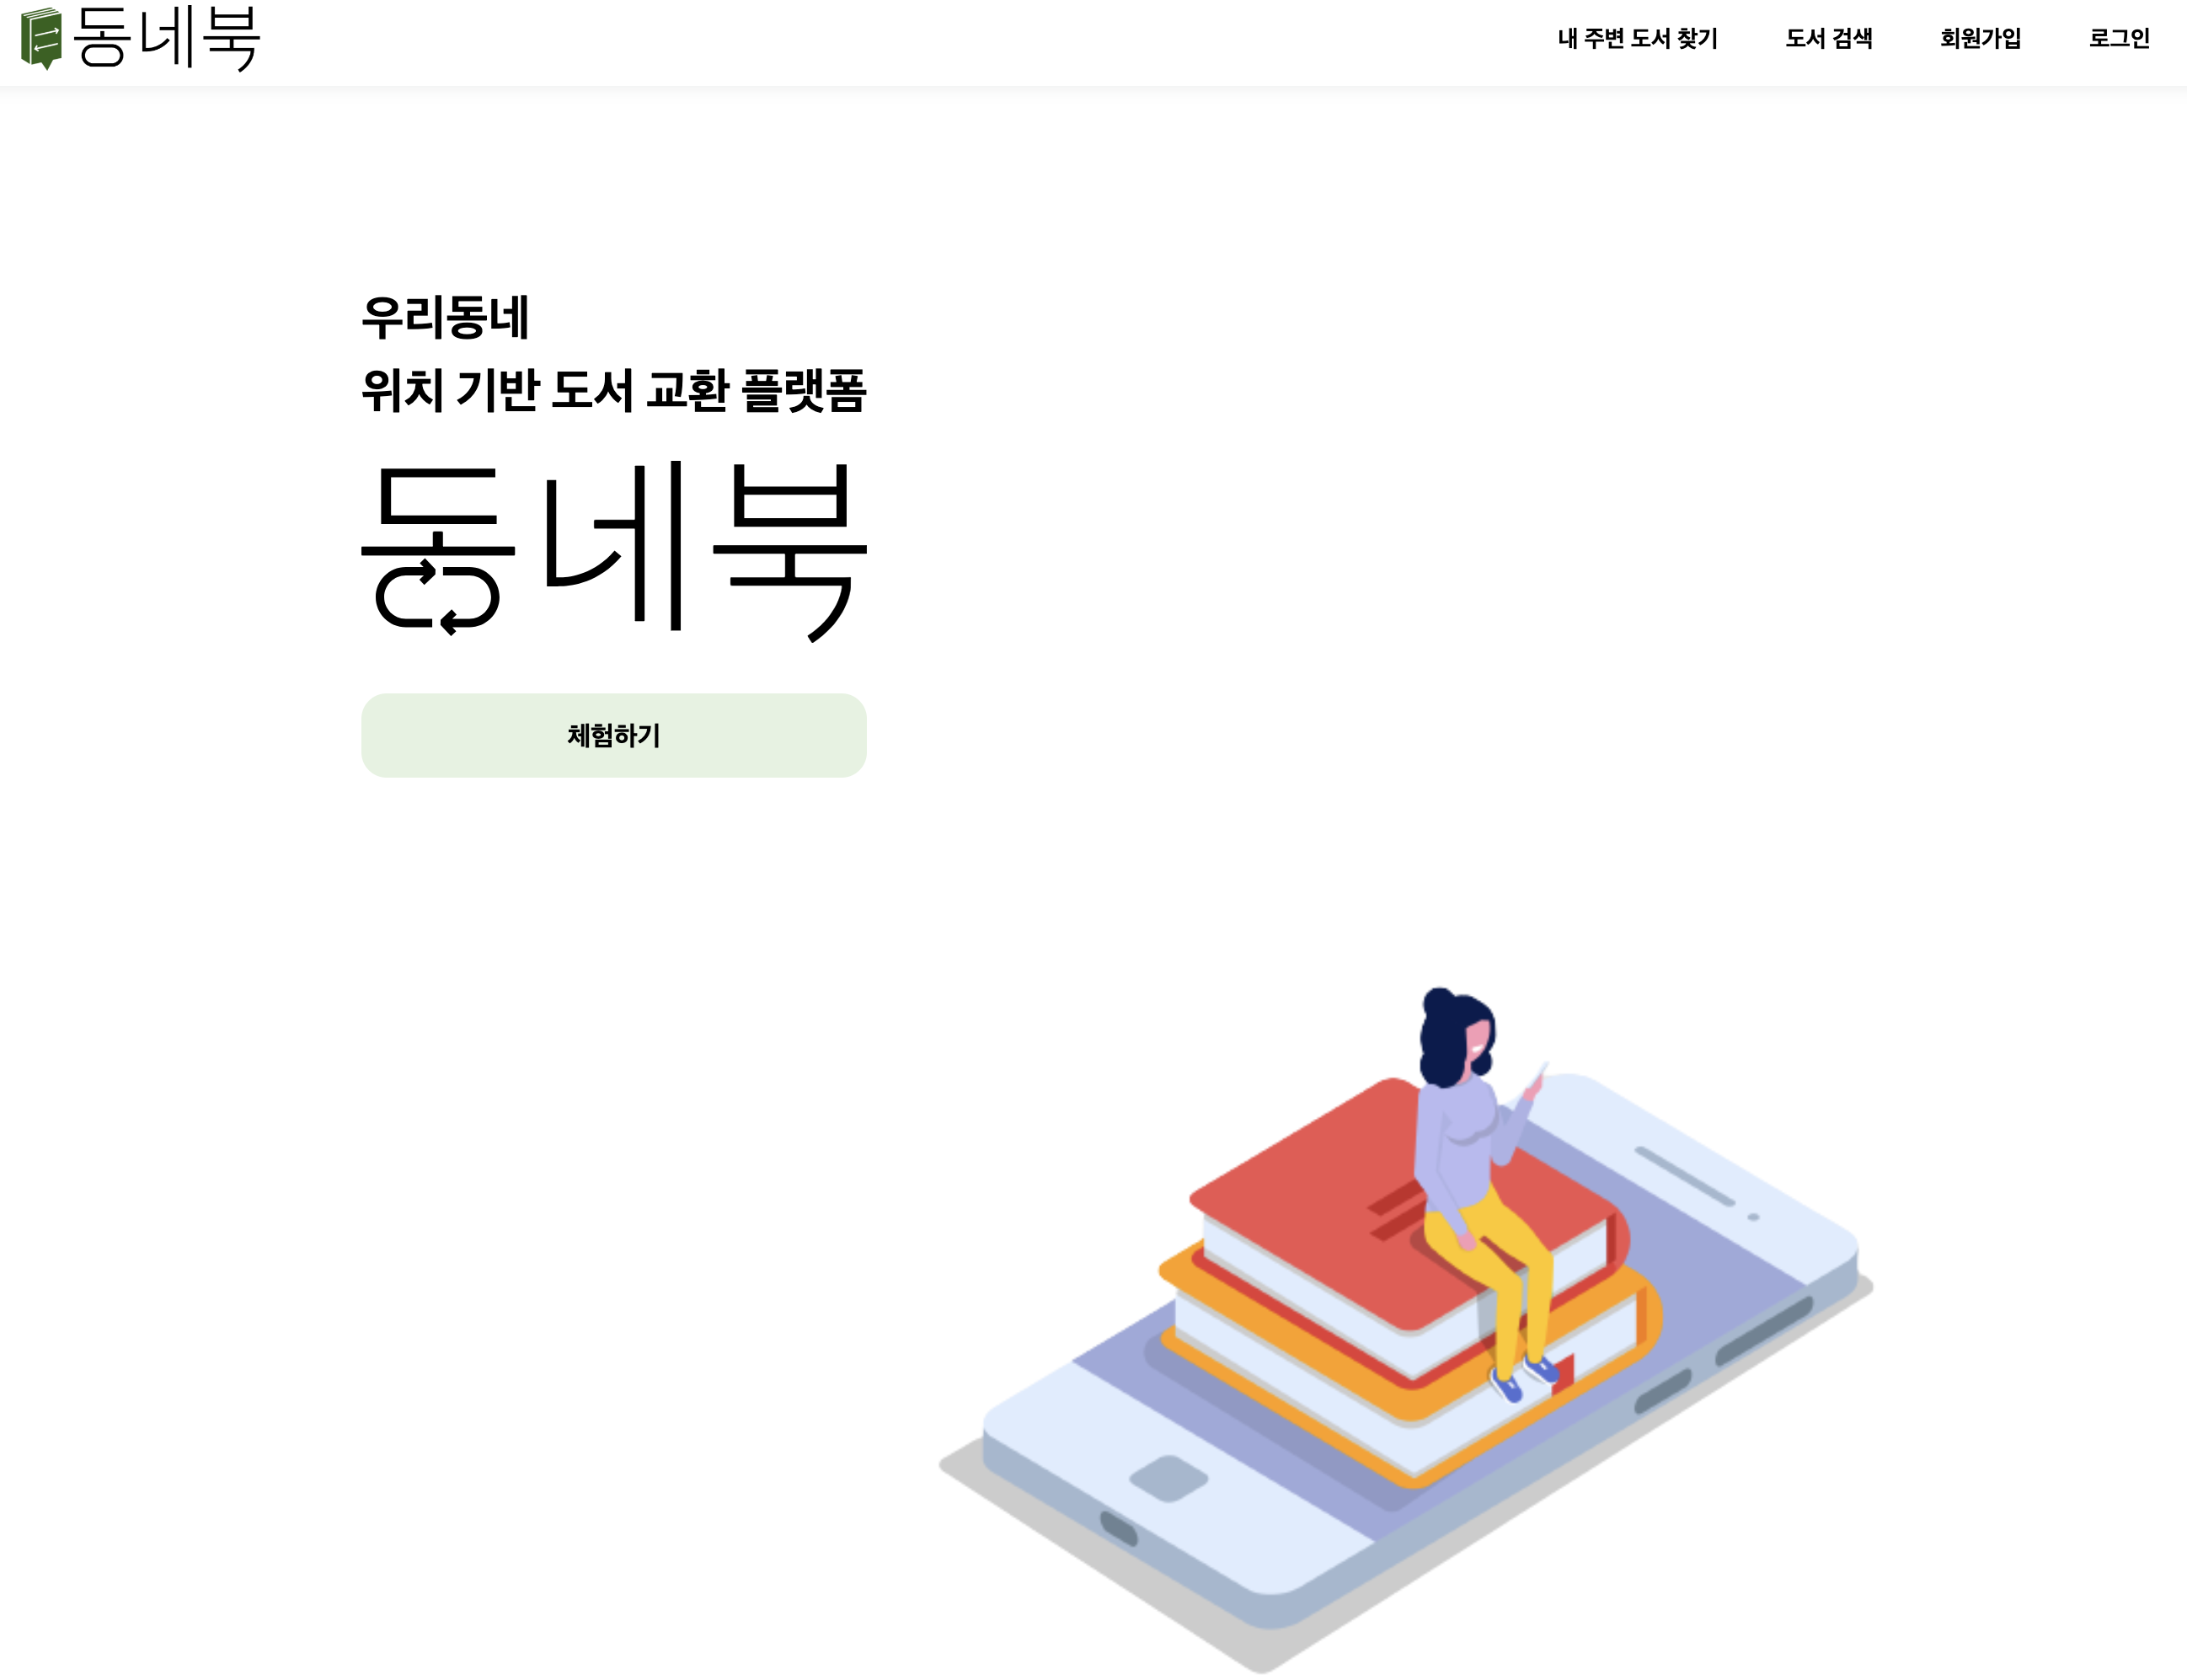 동네북
내 주변 도서 찾기
도서 검색
회원가입
로그인
우리동네
위치 기반 도서 교환 플랫폼
동네북
체험하기